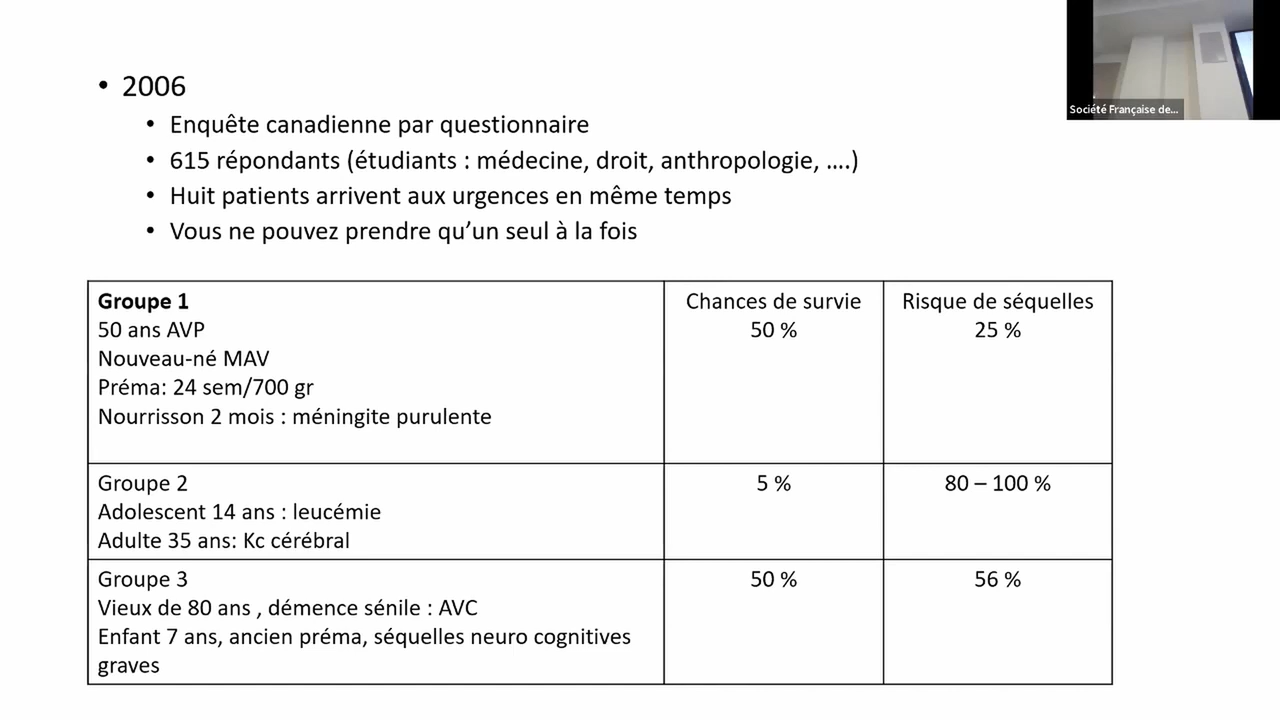 Société Française de...
• 2006
• Enquête canadienne par questionnaire
• 615 répondants (étudiants : médecine, droit, anthropologie, ....)
• Huit patients arrivent aux urgences en même temps
• Vous ne pouvez prendre qu’un seul à la fois
Groupe 1
50 ans AVP
Nouveau-né MAV
Préma: 24 sem/700 gr
Nourrisson 2 mois : méningite purulente
Chances de survie
50 %
Risque de séquelles
25 %
Groupe 2
Adolescent 14 ans : leucémie
Adulte 35 ans: Kc cérébral
5 %
80 – 100 %
Groupe 3
Vieux de 80 ans , démence sénile : AVC
Enfant 7 ans, ancien préma, séquelles neuro cognitives
graves
50 %
56 %